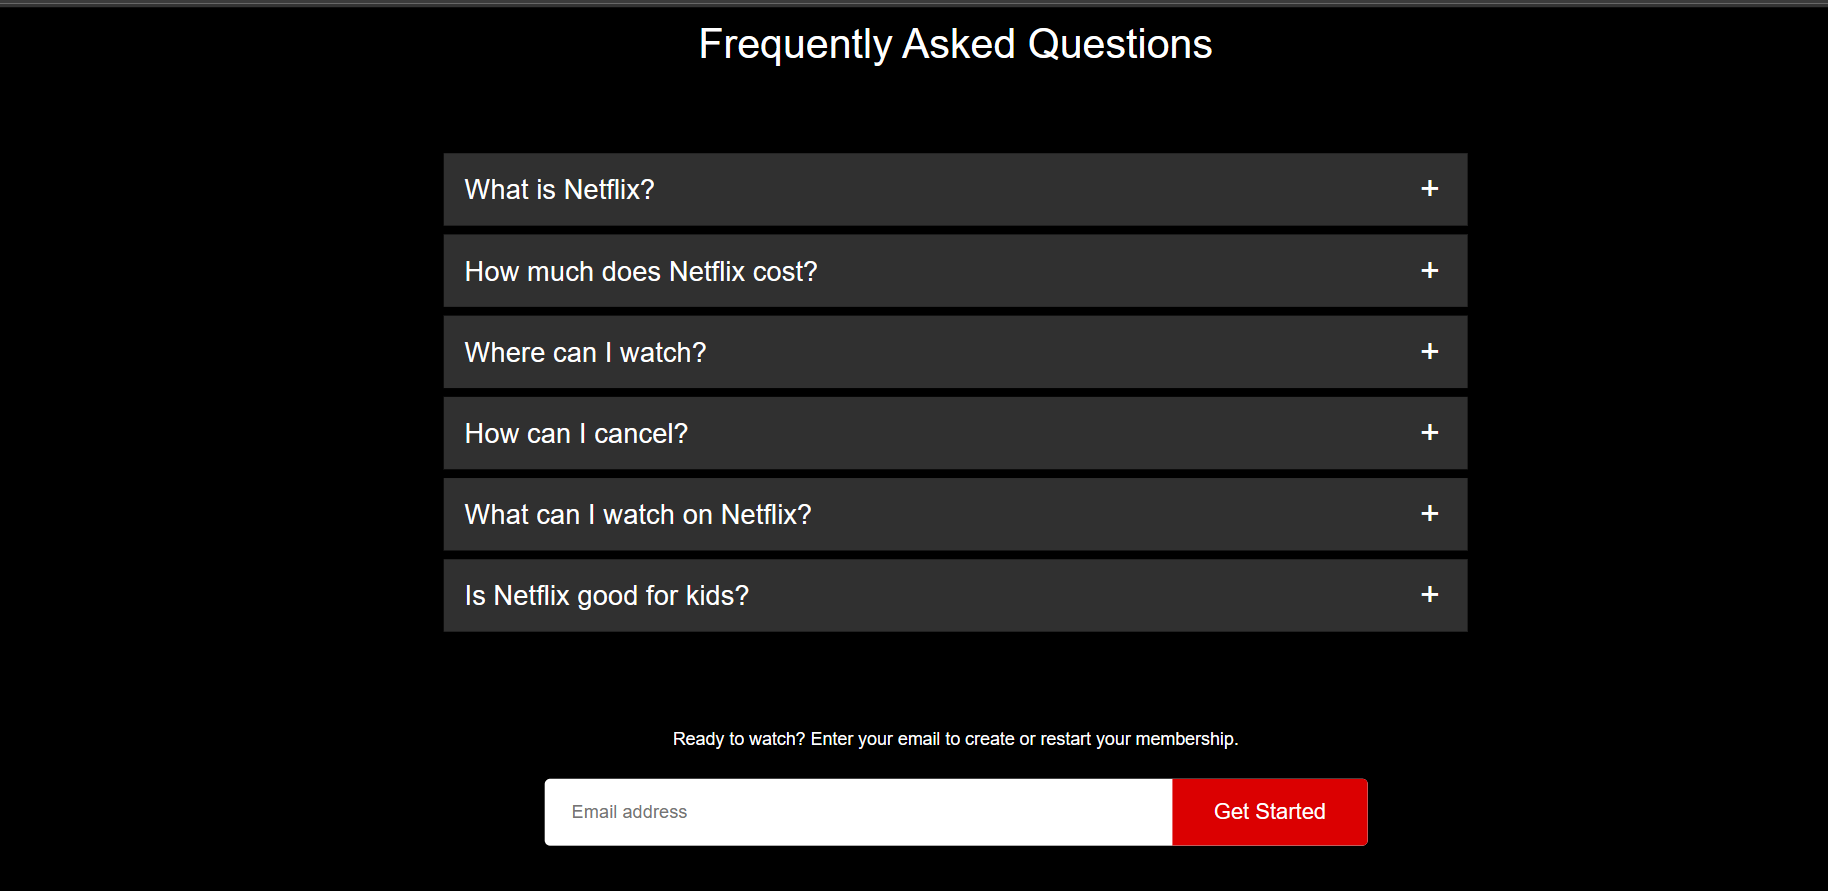 Frequently Asked Questions
What is Netflix?
+
How much does Netflix cost?
+
Where can I watch?
+
How can I cancel?
+
What can I watch on Netflix?
+
Is Netflix good for kids?
+
Ready to watch? Enter your email to create or restart your membership.
Email address
Get Started